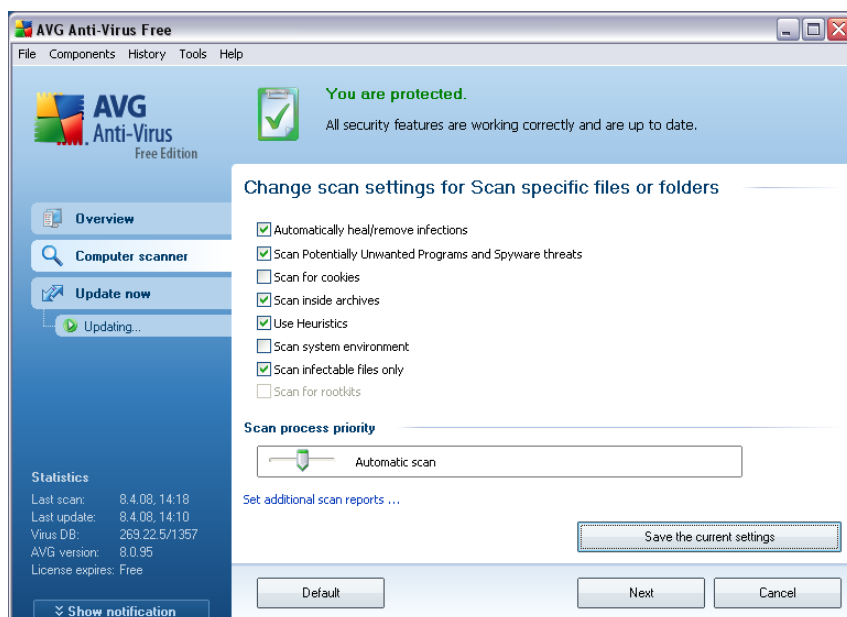 AVG Anti-Virus Free
File Components History Tools Help
AVG
Anti-Virus
Free Edition
You are protected.
All security features are working correctly and are up to date.
Overview
Computer scanner
Update now
Updating...
Change scan settings for Scan specific files or folders
Automatically heal/remove infections
Scan Potentially Unwanted Programs and Spyware threats
Scan for cookies
Scan inside archives
Use Heuristics
Scan system environment
Scan infectable files only
Scan for rootkits
Scan process priority
Automatic scan
Set additional scan reports ...
Save the current settings
Statistics
Last scan: 8.4.08, 14:18
Last update: 8.4.08, 14:10
Virus DB: 269.22.5/1357
AVG version: 8.0.95
License expires: Free
Show notification
Default
Next
Cancel